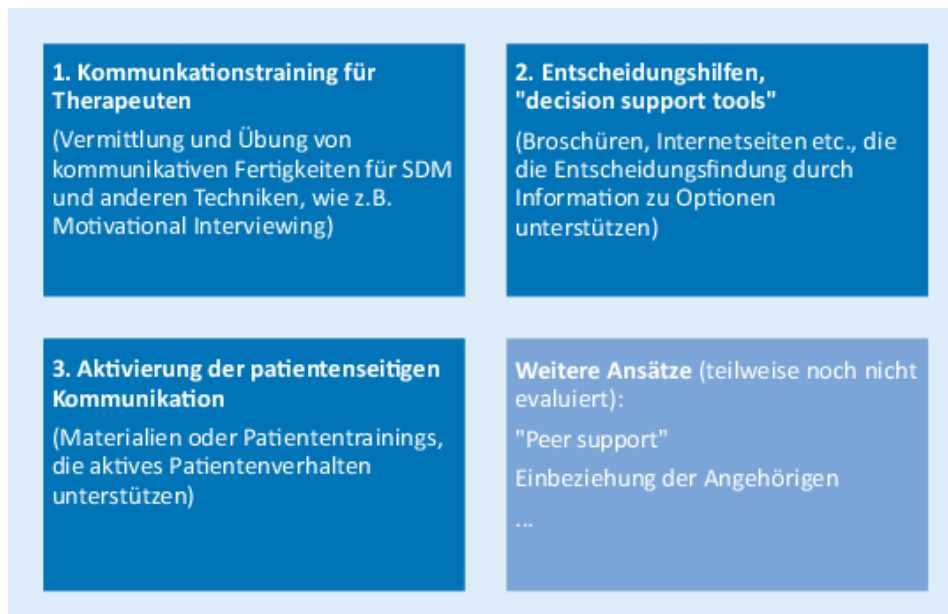 1. Kommunkationstraining für
Therapeuten
(Vermittlung und Übung von
kommunikativen Fertigkeiten für SDM
und anderen Techniken, wie z.B.
Motivational Interviewing)
2. Entscheidungshilfen,
"decision support tools"
(Broschüren, Internetseiten etc., die
die Entscheidungsfindung durch
Information zu Optionen
unterstützen)
3. Aktivierung der patientenseitigen
Kommunikation
(Materialien oder Patiententrainings,
die aktives Patientenverhalten
unterstützen)
Weitere Ansätze (teilweise noch nicht
evaluiert):
"Peer support"
Einbeziehung der Angehörigen
...